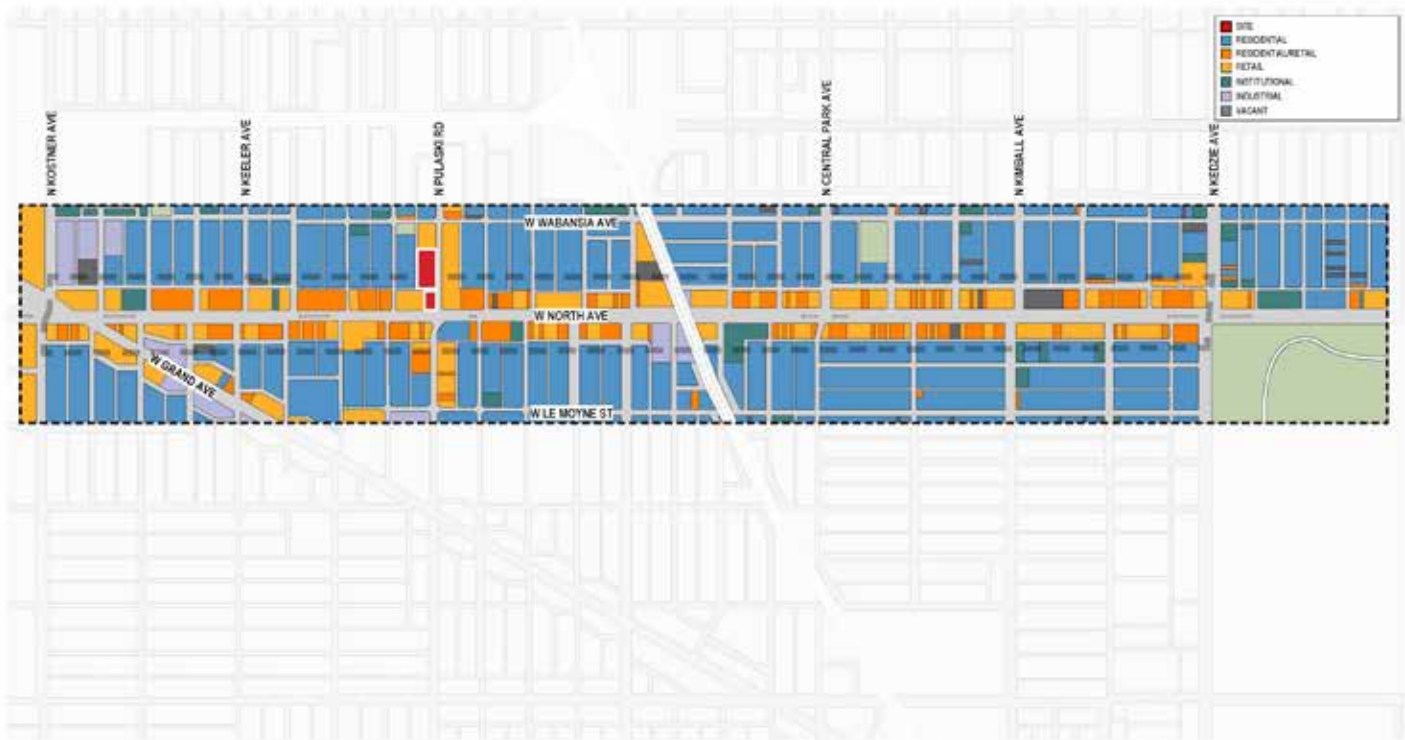 SITE
RESIDENTIAL
RESIDENTIAL/RETAIL
RETAIL
INSTITUTIONAL
INDUSTRIAL
VACANT
N KOSTNER AVE
N KEELER AVE
N PULASKI RD
N CENTRAL PARK AVE
N KIMBALL AVE
N KEDZIE AVE
W WABANSIA AVE
W NORTH AVE
W GRAND AVE
W LE MOYNE ST